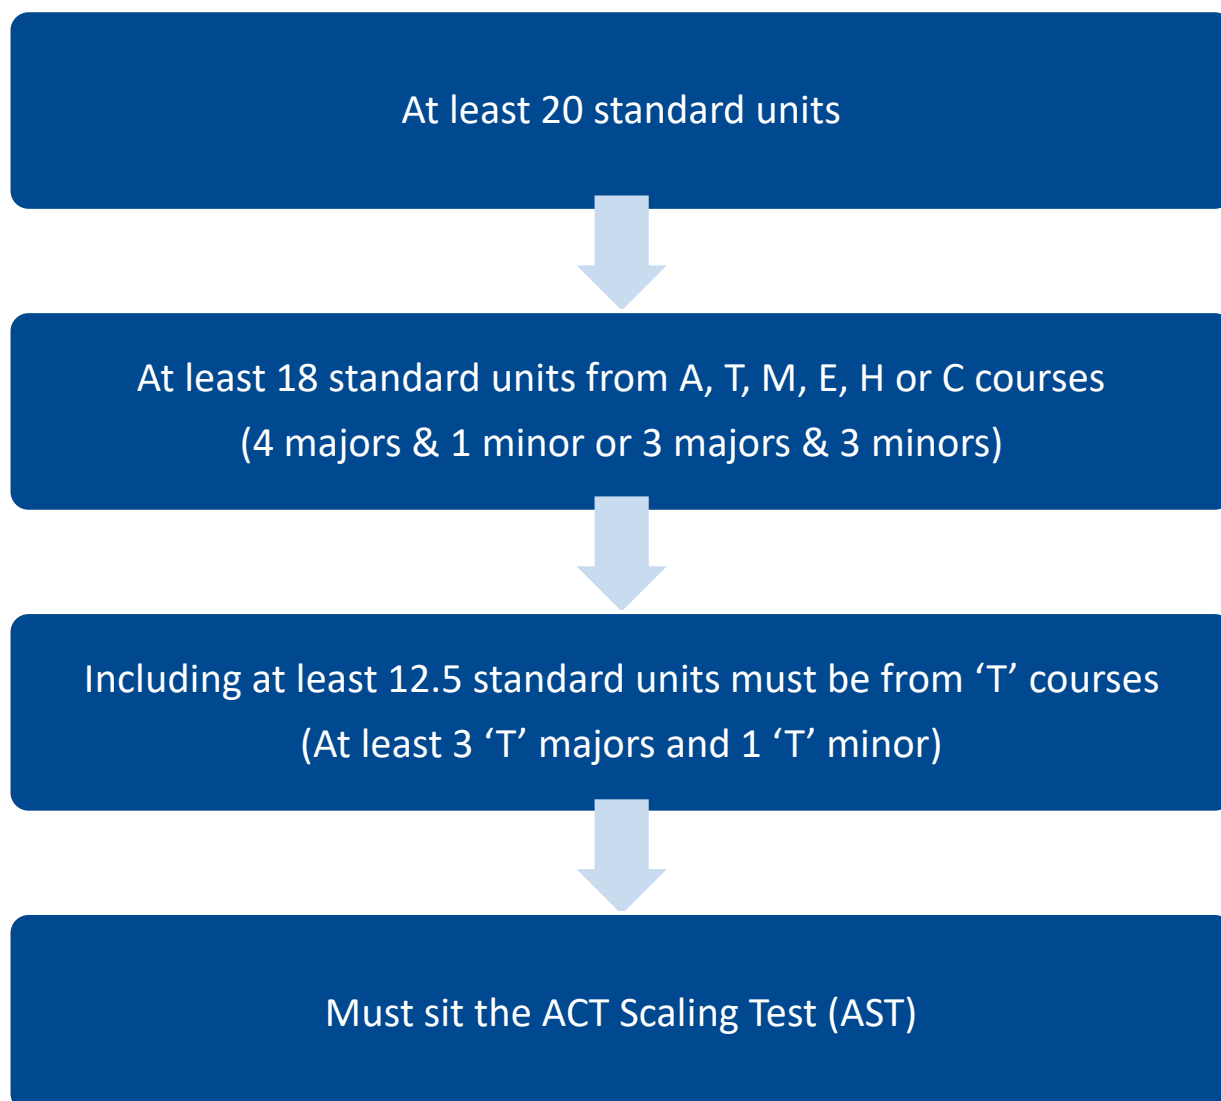 At least 20 standard units
At least 18 standard units from A, T, M, E, H or C courses
(4 majors & 1 minor or 3 majors & 3 minors)
Including at least 12.5 standard units must be from ‘T’ courses
(At least 3 ‘T’ majors and 1 ‘T’ minor)
Must sit the ACT Scaling Test (AST)